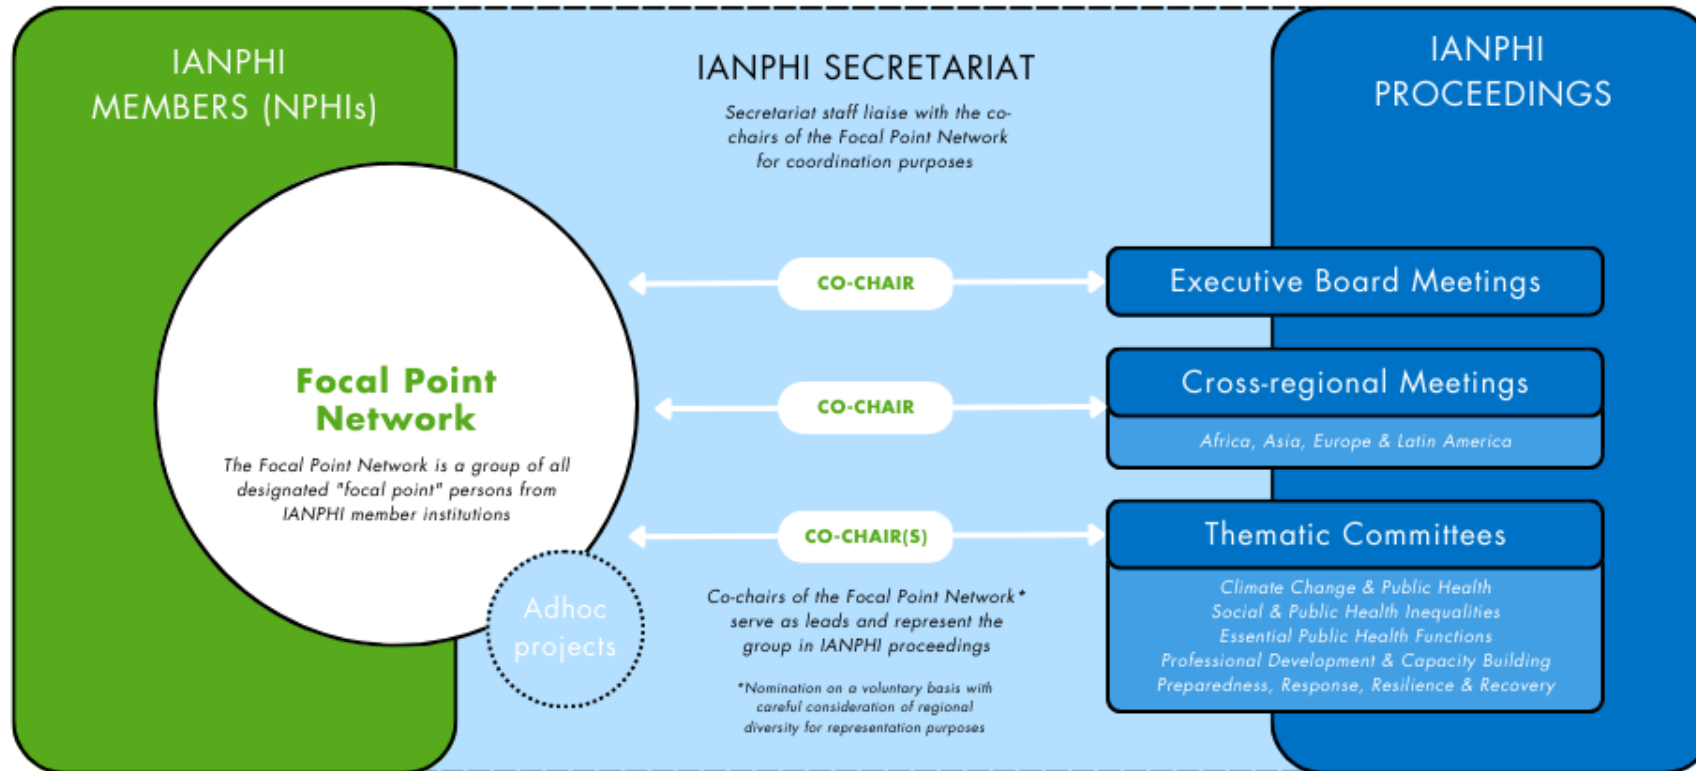 IANPHI
MEMBERS (NPHIs)
Focal Point
Network
The Focal Point Network is a group of all
designated "focal point" persons from
IANPHI member institutions
Adhoc
projects
IANPHI SECRETARIAT
Secretariat staff liaise with the co-
chairs of the Focal Point Network
for coordination purposes
CO-CHAIR
CO-CHAIR
CO-CHAIR(S)
Co-chairs of the Focal Point Network*
serve as leads and represent the
group in IANPHI proceedings
*Nomination on a voluntary basis with
careful consideration of regional
diversity for representation purposes
IANPHI
PROCEEDINGS
Executive Board Meetings
Cross-regional Meetings
Africa, Asia, Europe & Latin America
Thematic Committees
Climate Change & Public Health
Social & Public Health Inequalities
Essential Public Health Functions
Professional Development & Capacity Building
Preparedness, Response, Resilience & Recovery